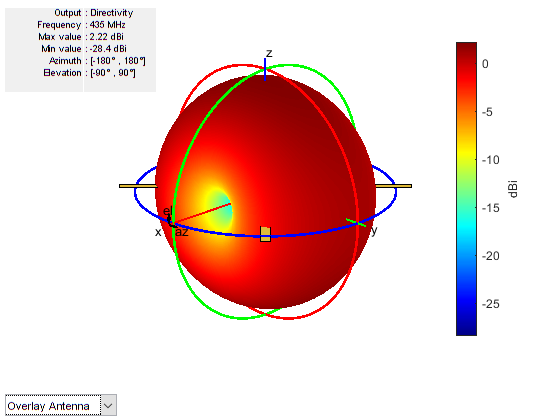 Output : Directivity
Frequency : 435 MHz
Max value : 2.22 dBi
Min value : -28.4 dBi
Azimuth : [-180° , 180°]
Elevation : [-90° , 90°]
z
el
x
az
y
0
-5
-10
-15
-20
-25
dBi
Overlay Antenna